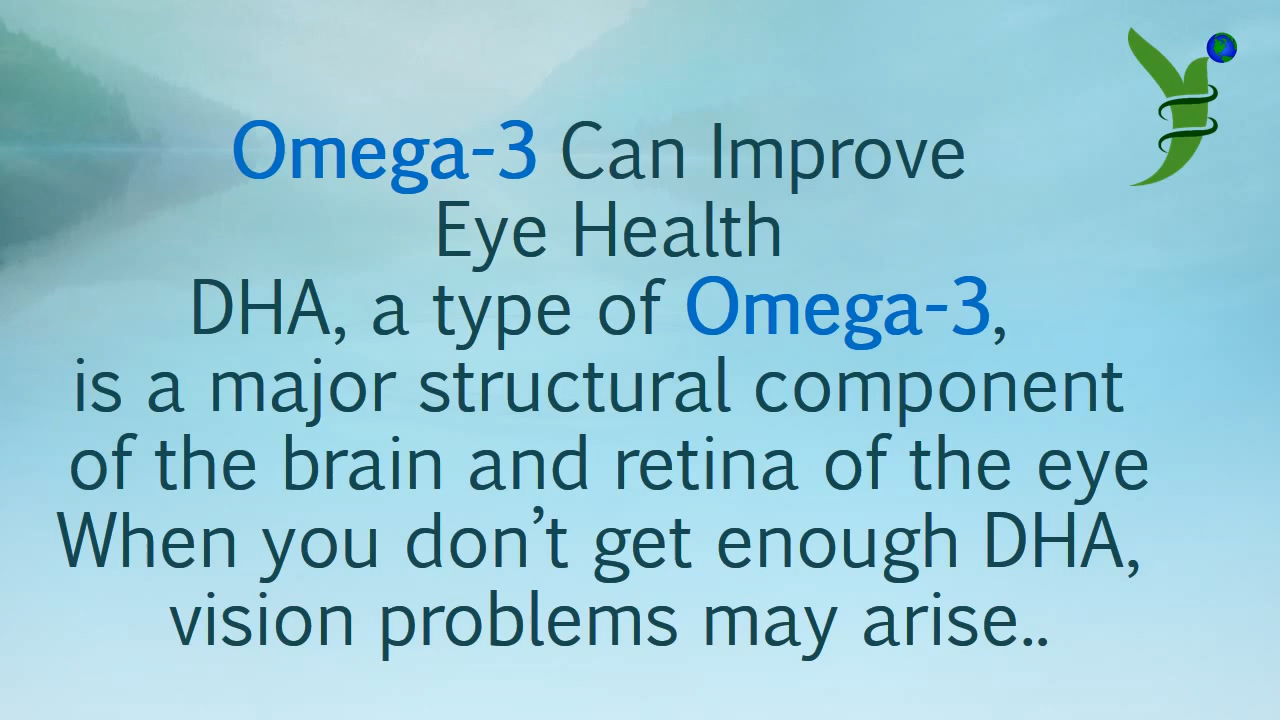 Omega-3 Can Improve
Eye Health
DHA, a type of Omega-3,
is a major structural component
of the brain and retina of the eye
When you don’t get enough DHA,
vision problems may arise..